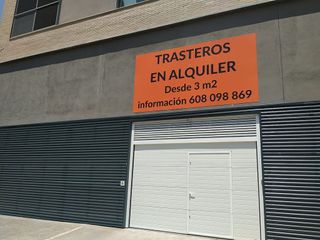 TRASTEROS
EN ALQUILER
Desde 3 m2
información 608 098 869